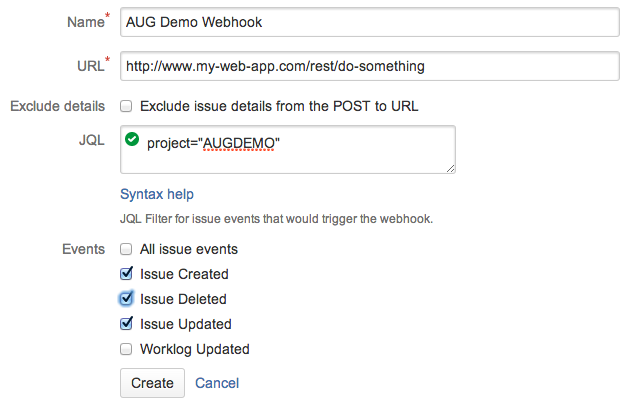 Name* AUG Demo Webhook
URL* http://www.my-web-app.com/rest/do-something
Exclude details Exclude issue details from the POST to URL
JQL project="AUGDEMO"
Syntax help
JQL Filter for issue events that would trigger the webhook.
Events All issue events
Issue Created
Issue Deleted
Issue Updated
Worklog Updated
Create Cancel